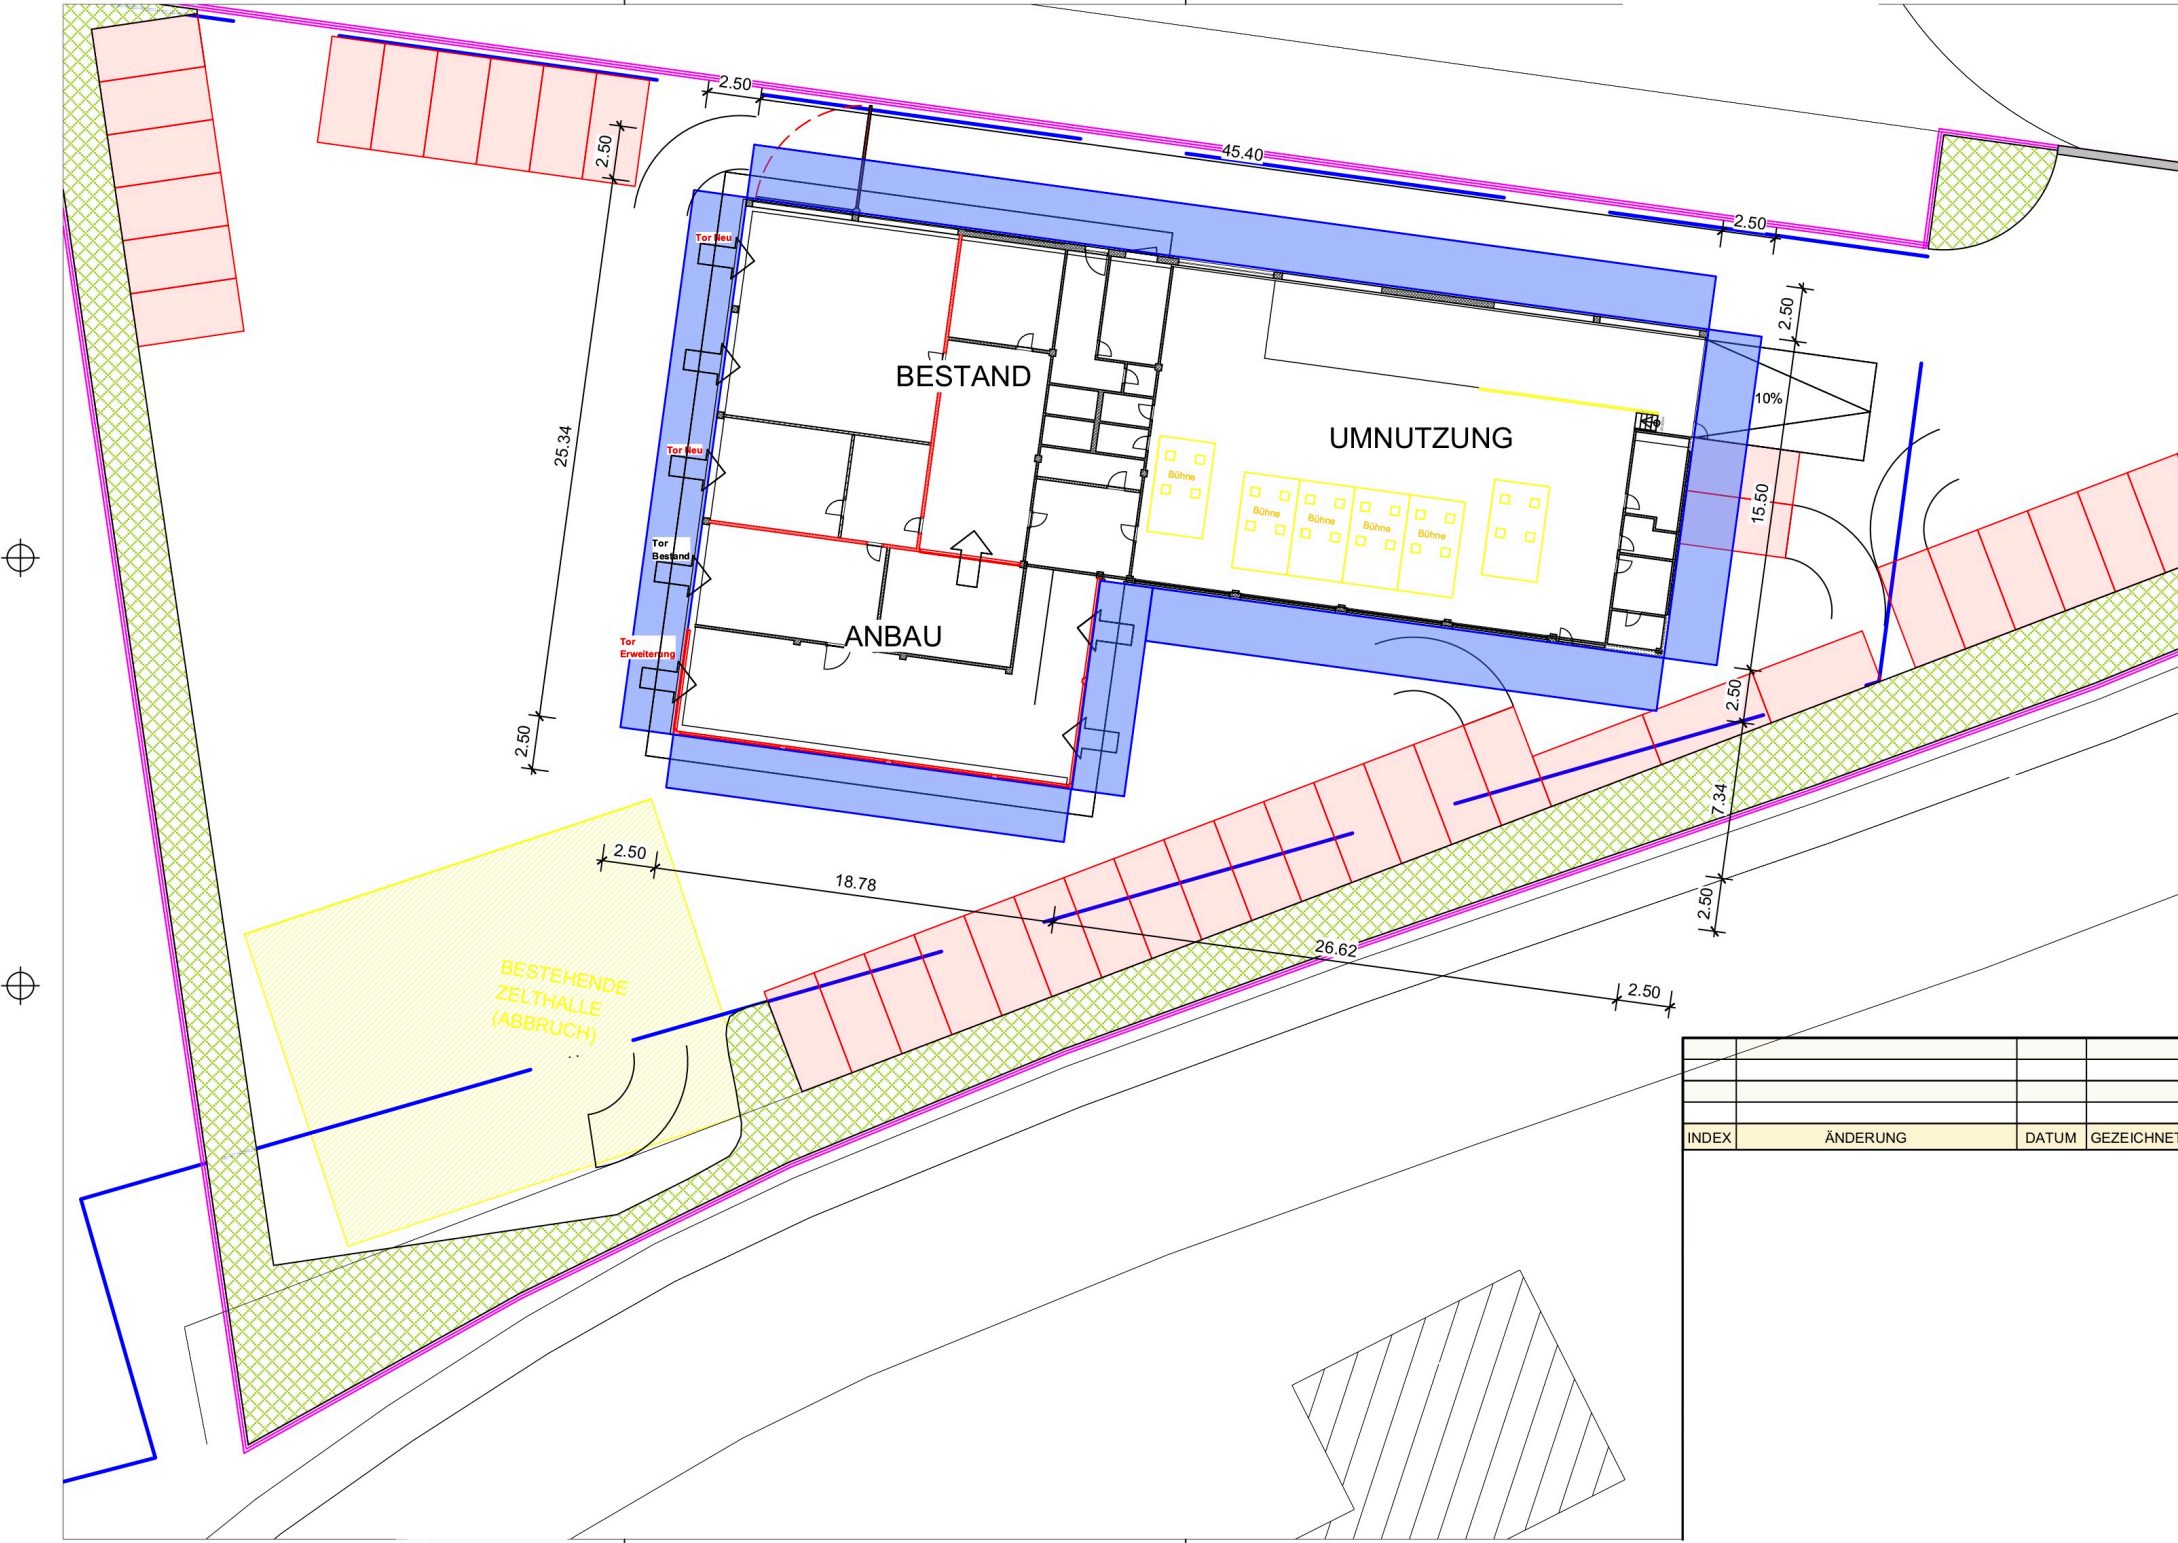 2.50
45.40
2.50
2.50
Tor Neu
2.50
BESTAND
10%
UMNUTZUNG
25.34
Tor Neu
Bühne
Bühne
Bühne
Bühne
Bühne
15.50
Tor
Bestand
ANBAU
Tor
Erweiterung
2.50
2.50
7.34
2.50
18.78
2.50
26.62
2.50
BESTEHENDE
ZELTHALLE
(ABBRUCH)
INDEX ÄNDERUNG DATUM GEZEICHNET